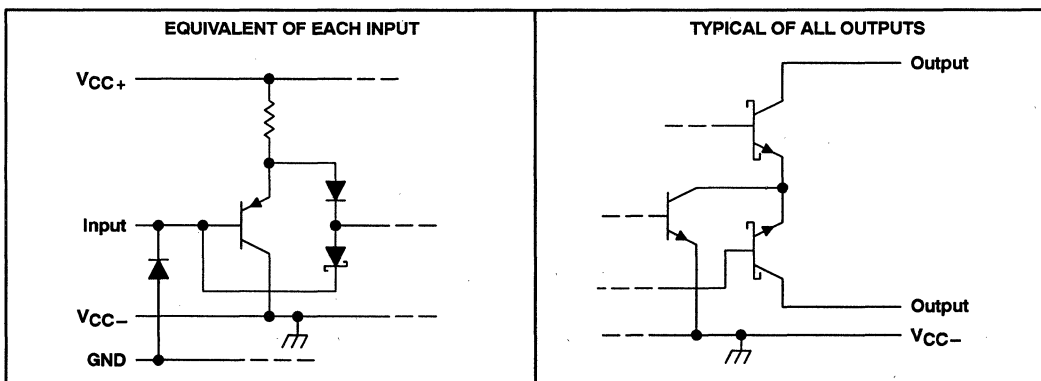 EQUIVALENT OF EACH INPUT
VCC+
Input
VCC−
GND
TYPICAL OF ALL OUTPUTS
Output
Output
VCC−